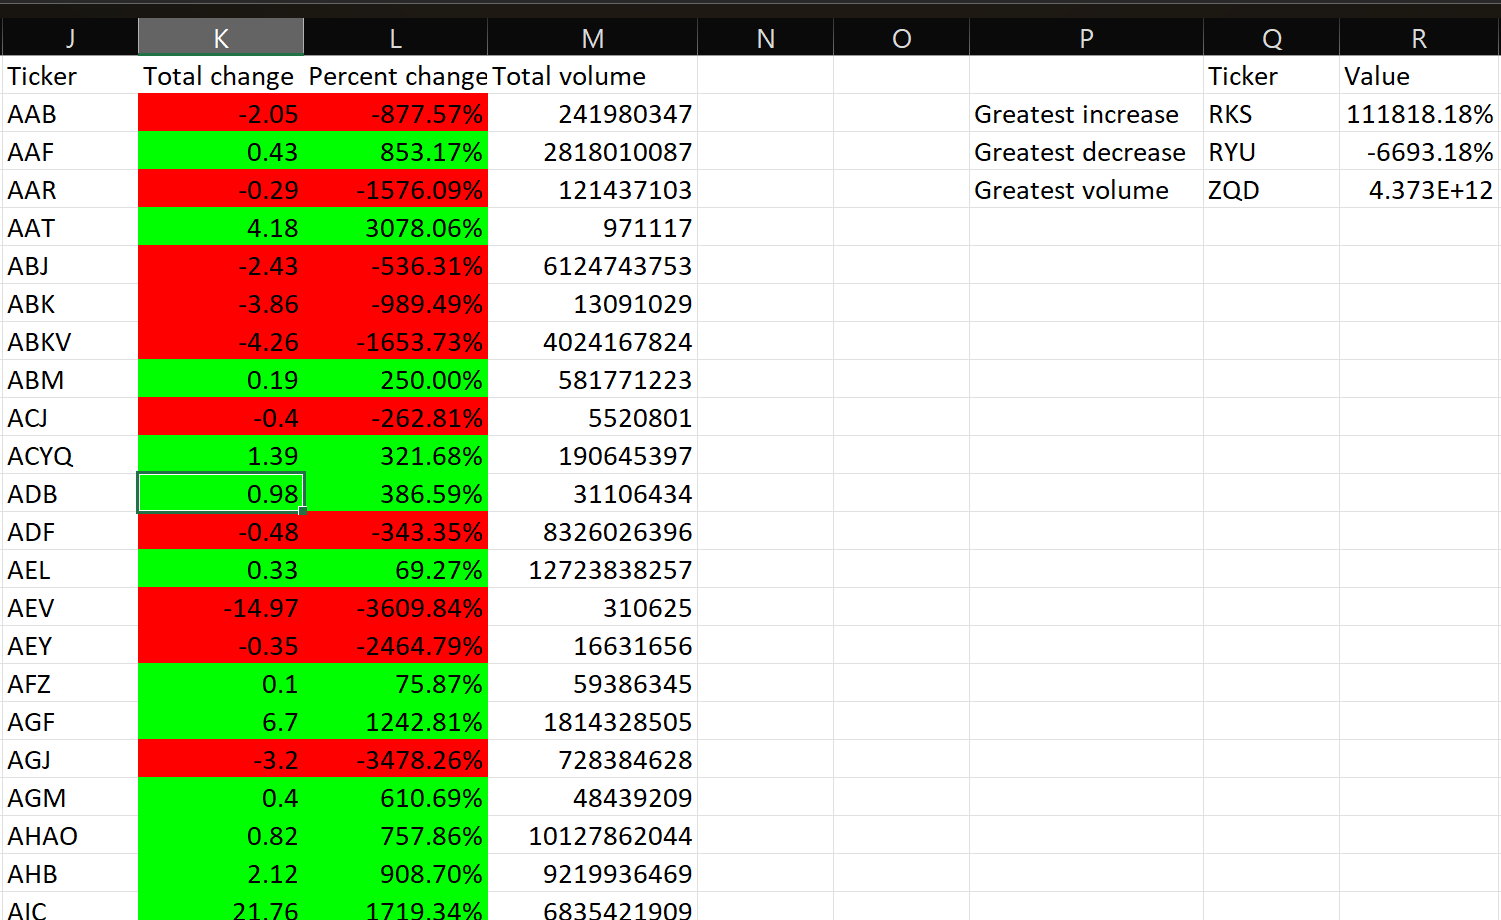 J K L M N O P Q R
Ticker Total change Percent change Total volume Ticker Value
AAB -2.05 -877.57% 241980347 Greatest increase RKS 111818.18%
AAF 0.43 853.17% 2818010087 Greatest decrease RYU -6693.18%
AAR -0.29 -1576.09% 121437103 Greatest volume ZQD 4.373E+12
AAT 4.18 3078.06% 971117
ABJ -2.43 -536.31% 6124743753
ABK -3.86 -989.49% 13091029
ABKV -4.26 -1653.73% 4024167824
ABM 0.19 250.00% 581771223
ACJ -0.4 -262.81% 5520801
ACYQ 1.39 321.68% 190645397
ADB 0.98 386.59% 31106434
ADF -0.48 -343.35% 8326026396
AEL 0.33 69.27% 12723838257
AEV -14.97 -3609.84% 310625
AEY -0.35 -2464.79% 16631656
AFZ 0.1 75.87% 59386345
AGF 6.7 1242.81% 1814328505
AGJ -3.2 -3478.26% 728384628
AGM 0.4 610.69% 48439209
AHAO 0.82 757.86% 10127862044
AHB 2.12 908.70% 9219936469
AIC 21.76 1719.34% 6835421909